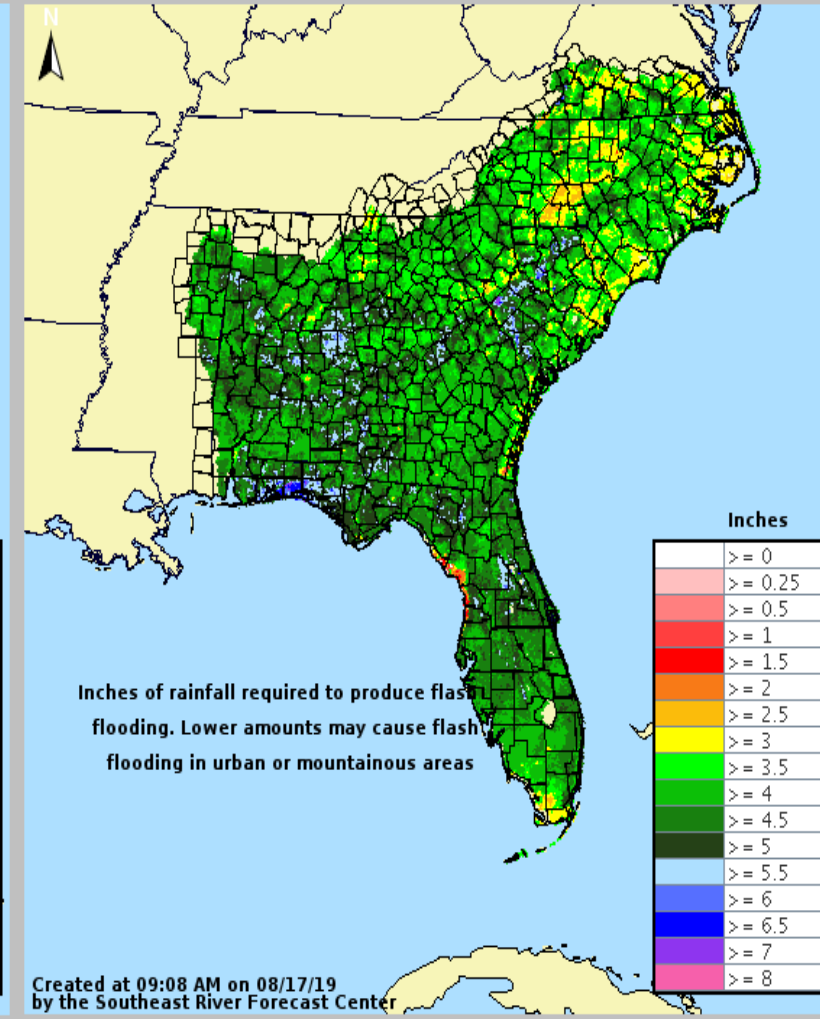 N
Inches
>= 0
>= 0.25
>= 0.5
>= 1
>= 1.5
>= 2
>= 2.5
>= 3
>= 3.5
>= 4
>= 4.5
>= 5
>= 5.5
>= 6
>= 6.5
>= 7
>= 8
Inches of rainfall required to produce flash
flooding. Lower amounts may cause flash
flooding in urban or mountainous areas
Created at 09:08 AM on 08/17/19
by the Southeast River Forecast Center